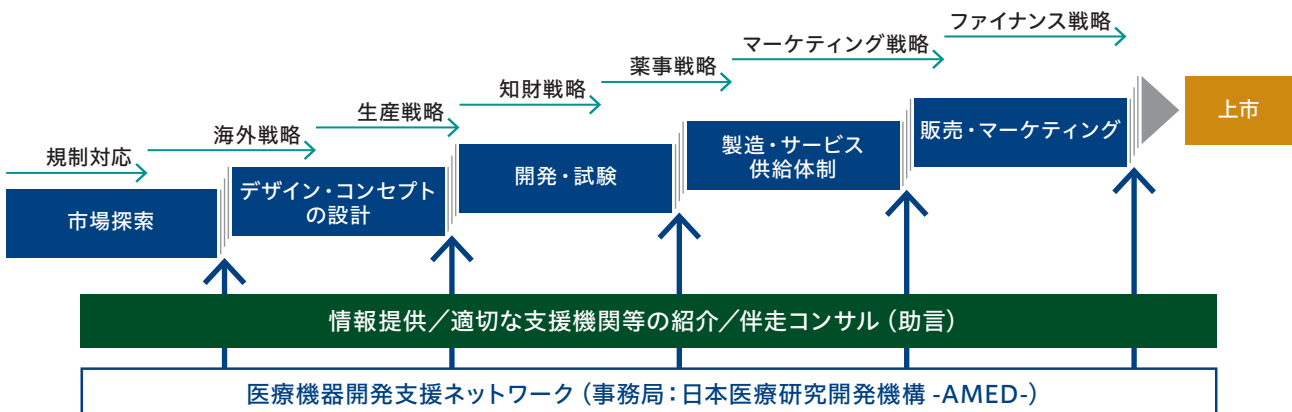 ファイナンス戦略
マーケティング戦略
薬事戦略
知財戦略
生産戦略
海外戦略
規制対応
市場探索
デザイン・コンセプト
の設計
開発・試験
製造・サービス
供給体制
販売・マーケティング
上市
情報提供／適切な支援機関等の紹介／伴走コンサル（助言）
医療機器開発支援ネットワーク（事務局：日本医療研究開発機構 -AMED-）